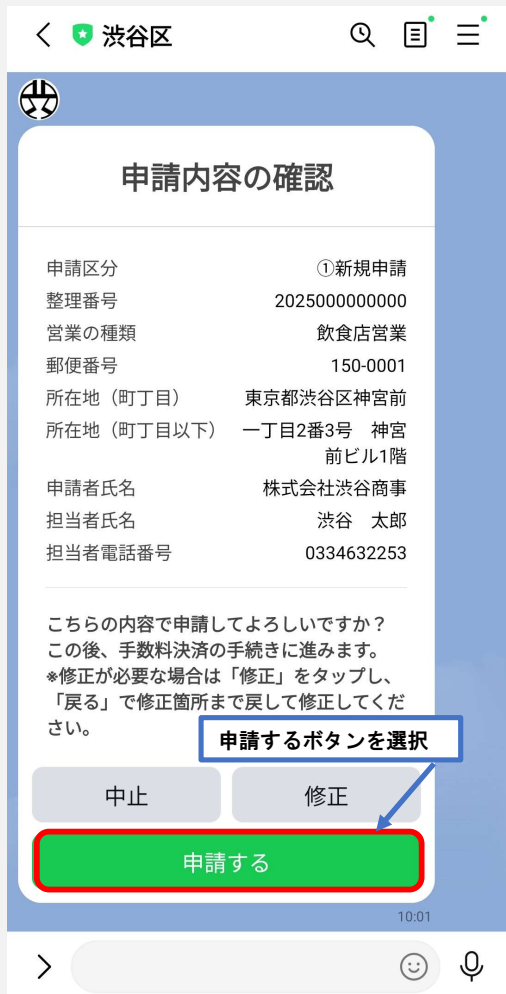 渋谷区
申請内容の確認
申請区分 ①新規申請
整理番号 2025000000000
営業の種類 飲食店営業
郵便番号 150-0001
所在地（町丁目） 東京都渋谷区神宮前
所在地（町丁目以下） 一丁目2番3号　神宮
前ビル1階
申請者氏名 株式会社渋谷商事
担当者氏名 渋谷　太郎
担当者電話番号 0334632253
こちらの内容で申請してよろしいですか？
この後、手数料決済の手続きに進みます。
※修正が必要な場合は「修正」をタップし、
「戻る」で修正箇所まで戻して修正してくだ
さい。
申請するボタンを選択
中止 修正
申請する
10:01